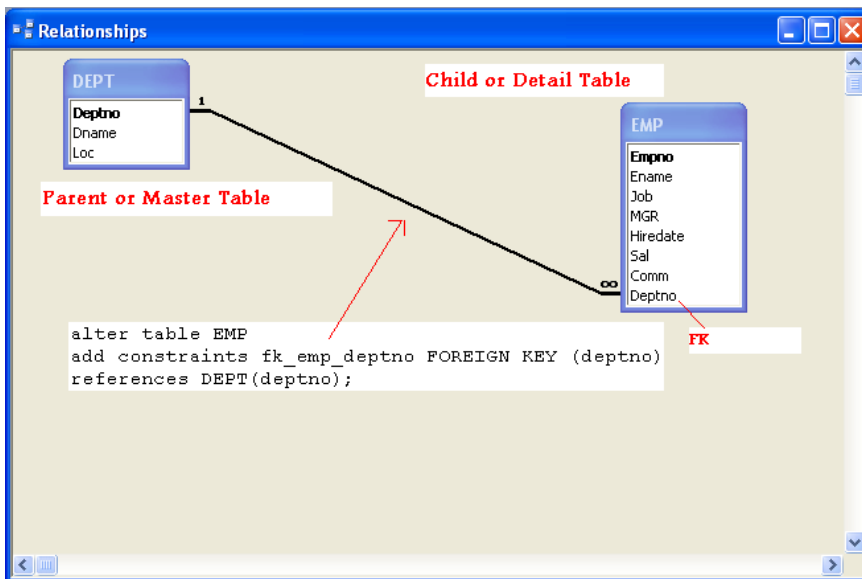 Relationships
DEPT
Deptno
Dname
Loc
1
Child or Detail Table
EMP
Empno
Ename
Job
MGR
Hiredate
Sal
Comm
Deptno
∞
Parent or Master Table
FK
alter table EMP
add constraints fk_emp_deptno FOREIGN KEY (deptno)
references DEPT(deptno);